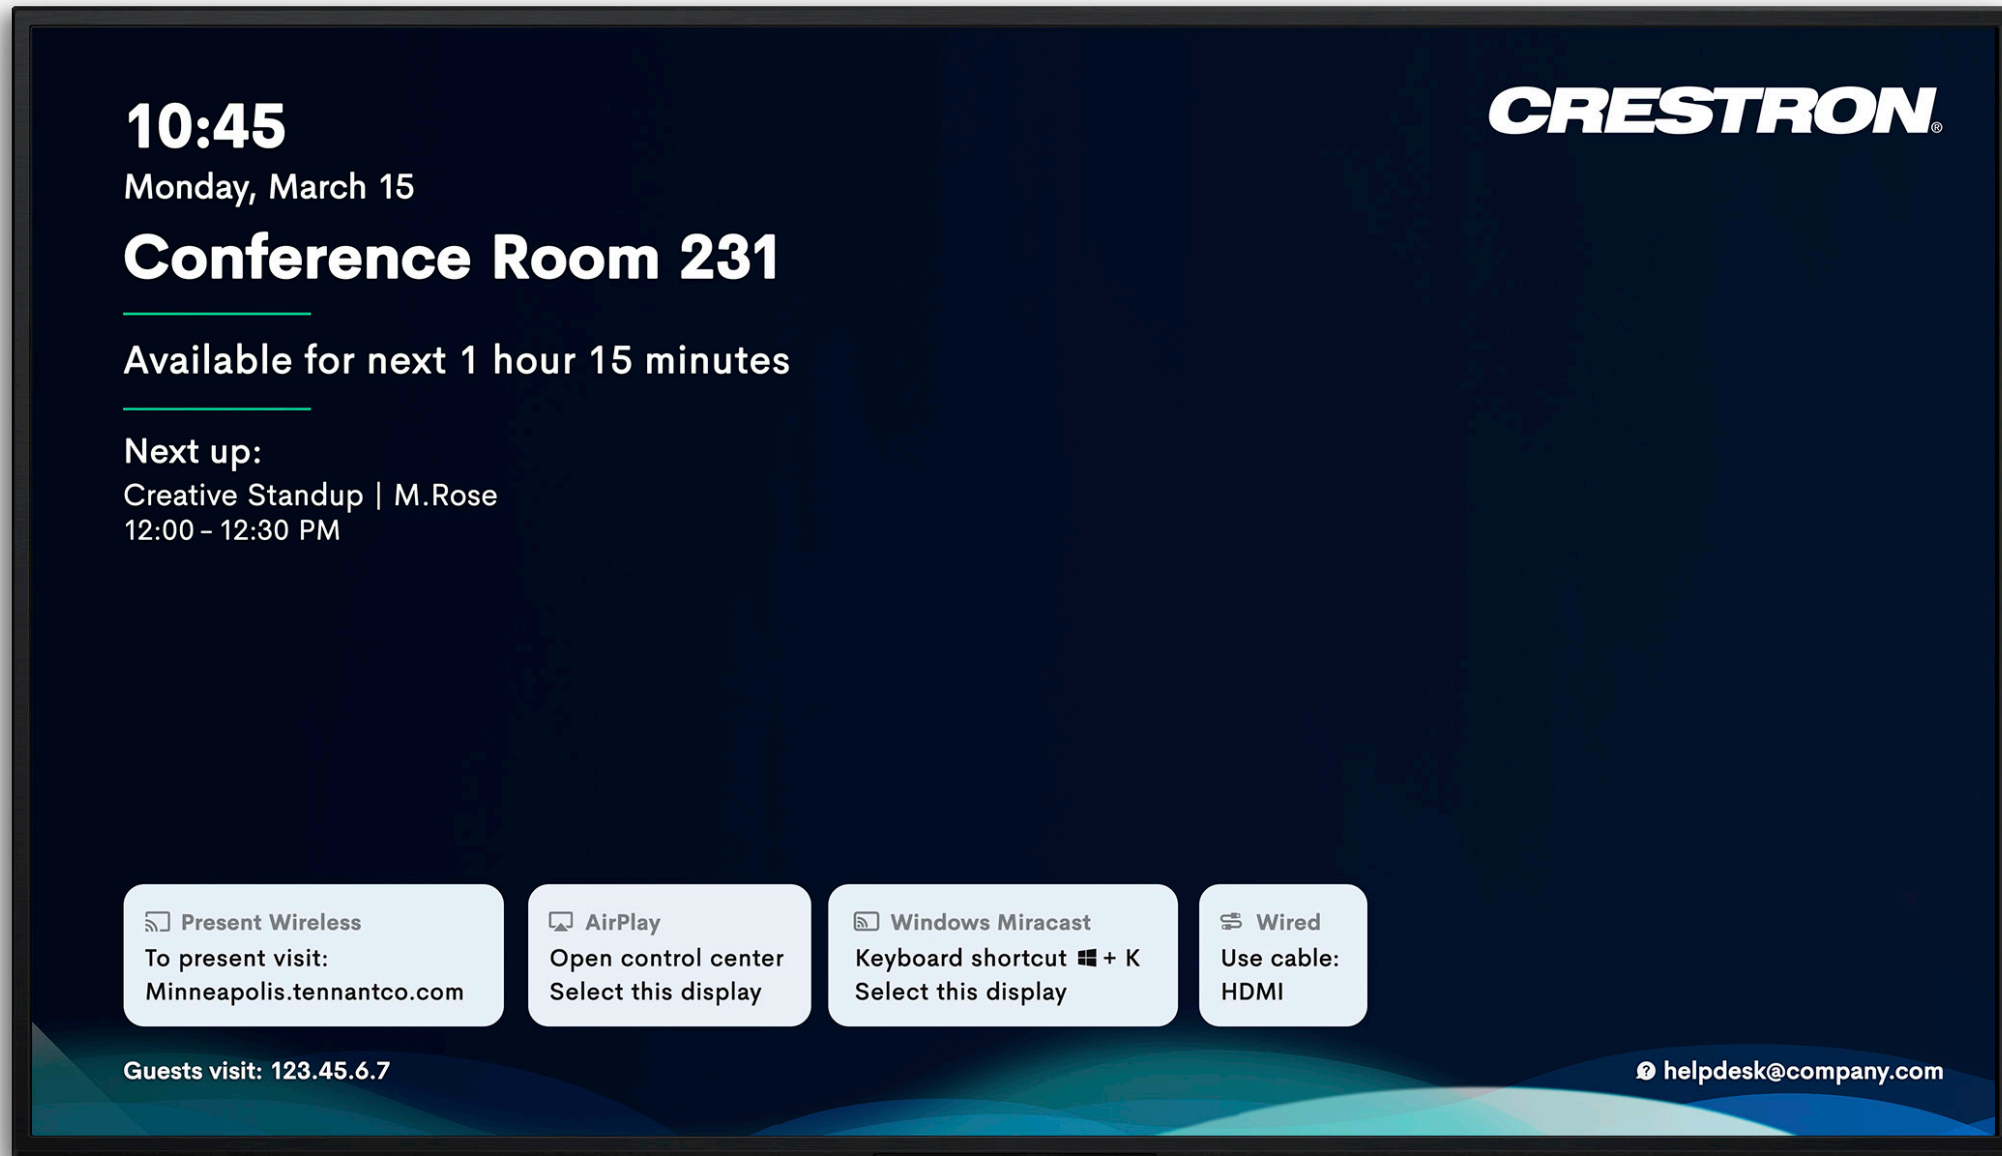 10:45
CRESTRON®
Monday, March 15
Conference Room 231
Available for next 1 hour 15 minutes
Next up:
Creative Standup | M.Rose
12:00 – 12:30 PM
Present Wireless
To present visit:
Minneapolis.tennantco.com
AirPlay
Open control center
Select this display
Windows Miracast
Keyboard shortcut + K
Select this display
Wired
Use cable:
HDMI
Guests visit: 123.45.6.7
helpdesk@company.com